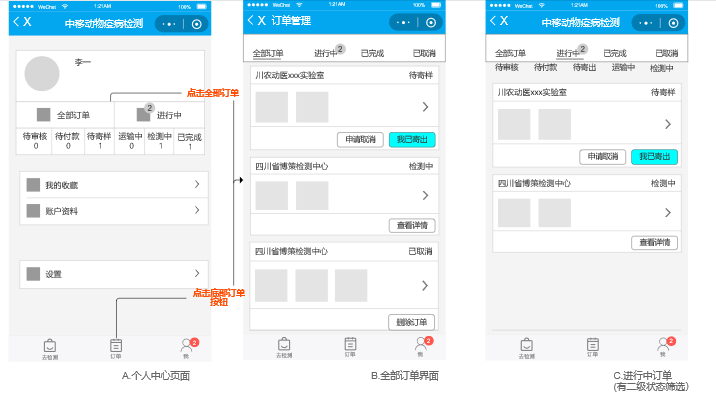 WeChat 1:21AM 100%
X 中移动物疫病检测
李一
全部订单
2
进行中
待审核 待付款 待寄样 运输中 检测中 已完成
0 0 1 0 1 1
我的收藏
账户资料
设置
去检测 订单 2 我
A.个人中心页面
点击全部订单
点击底部订单
按钮
WeChat 1:21AM 100%
X 订单管理
全部订单 进行中 2 已完成 已取消
川农动医xxx实验室 待寄样
申请取消 我已寄出
四川省博策检测中心 检测中
查看详情
四川省博策检测中心 已取消
删除订单
去检测 订单 2 我
B.全部订单界面
WeChat 1:21AM 100%
X 中移动物疫病检测
全部订单 进行中 2 已完成 已取消
待审核 待付款 待寄出 运输中 检测中
川农动医xxx实验室 待寄样
申请取消 我已寄出
四川省博策检测中心 检测中
查看详情
去检测 订单 2 我
C.进行中订单
(有二级状态筛选)